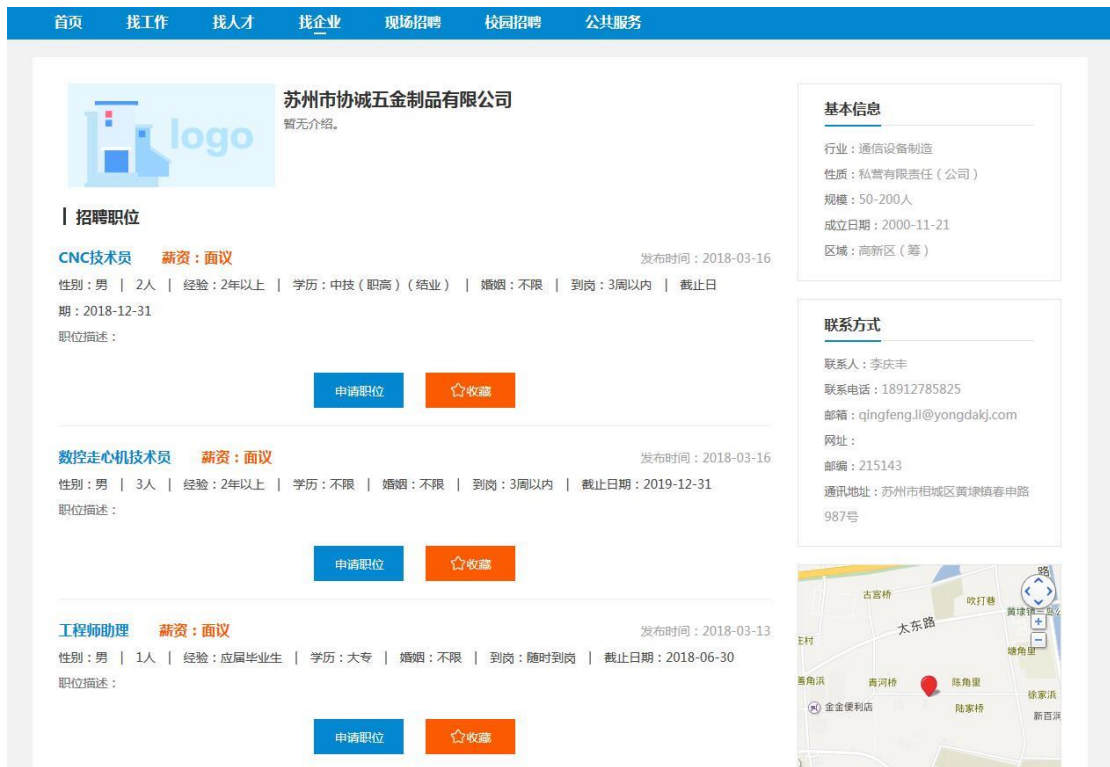 首页 找工作 找人才 找企业 现场招聘 校园招聘 公共服务
logo
苏州市协诚五金制品有限公司
暂无介绍。
招聘职位
CNC技术员 薪资：面议 发布时间：2018-03-16
性别：男 | 2人 | 经验：2年以上 | 学历：中技（职高）（结业） | 婚姻：不限 | 到岗：3周以内 | 截止日
期：2018-12-31
职位描述：
申请职位 收藏
数控走心机技术员 薪资：面议 发布时间：2018-03-16
性别：男 | 3人 | 经验：2年以上 | 学历：不限 | 婚姻：不限 | 到岗：3周以内 | 截止日期：2019-12-31
职位描述：
申请职位 收藏
工程师助理 薪资：面议 发布时间：2018-03-13
性别：男 | 1人 | 经验：应届毕业生 | 学历：大专 | 婚姻：不限 | 到岗：随时到岗 | 截止日期：2018-06-30
职位描述：
申请职位 收藏
基本信息
行业：通信设备制造
性质：私营有限责任（公司）
规模：50-200人
成立日期：2000-11-21
区域：高新区（筹）
联系方式
联系人：李庆丰
联系电话：18912785825
邮箱：qingfeng.li@yongdakj.com
网址：
邮编：215143
通讯地址：苏州市相城区黄埭镇春申路
987号
路
古宫桥
吹打巷
黄埭镇
太东路
庄村
塘角里
善角浜
青河桥
陈角里
徐家浜
金金便利店
陆家桥
新百润